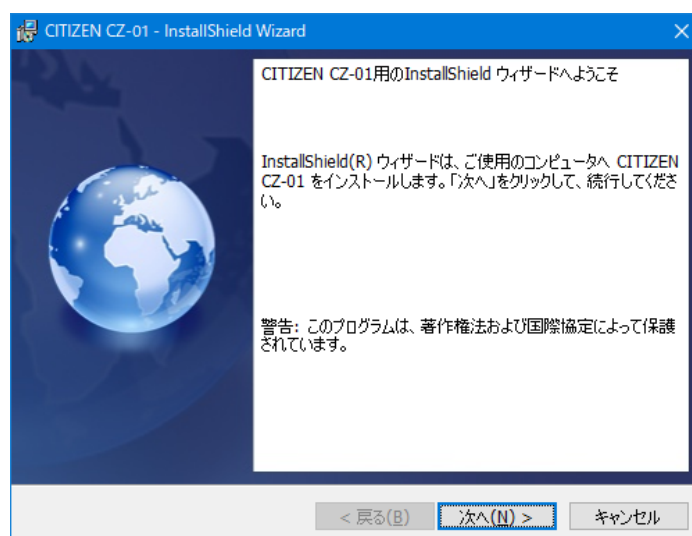 CITIZEN CZ-01 - InstallShield Wizard
CITIZEN CZ-01用のInstallShield ウィザードへようこそ
InstallShield(R) ウィザードは、ご使用のコンピュータへ CITIZEN
CZ-01 をインストールします。「次へ」をクリックして、続行してくださ
い。
警告: このプログラムは、著作権法および国際協定によって保護
されています。
< 戻る(B)
次へ(N) >
キャンセル